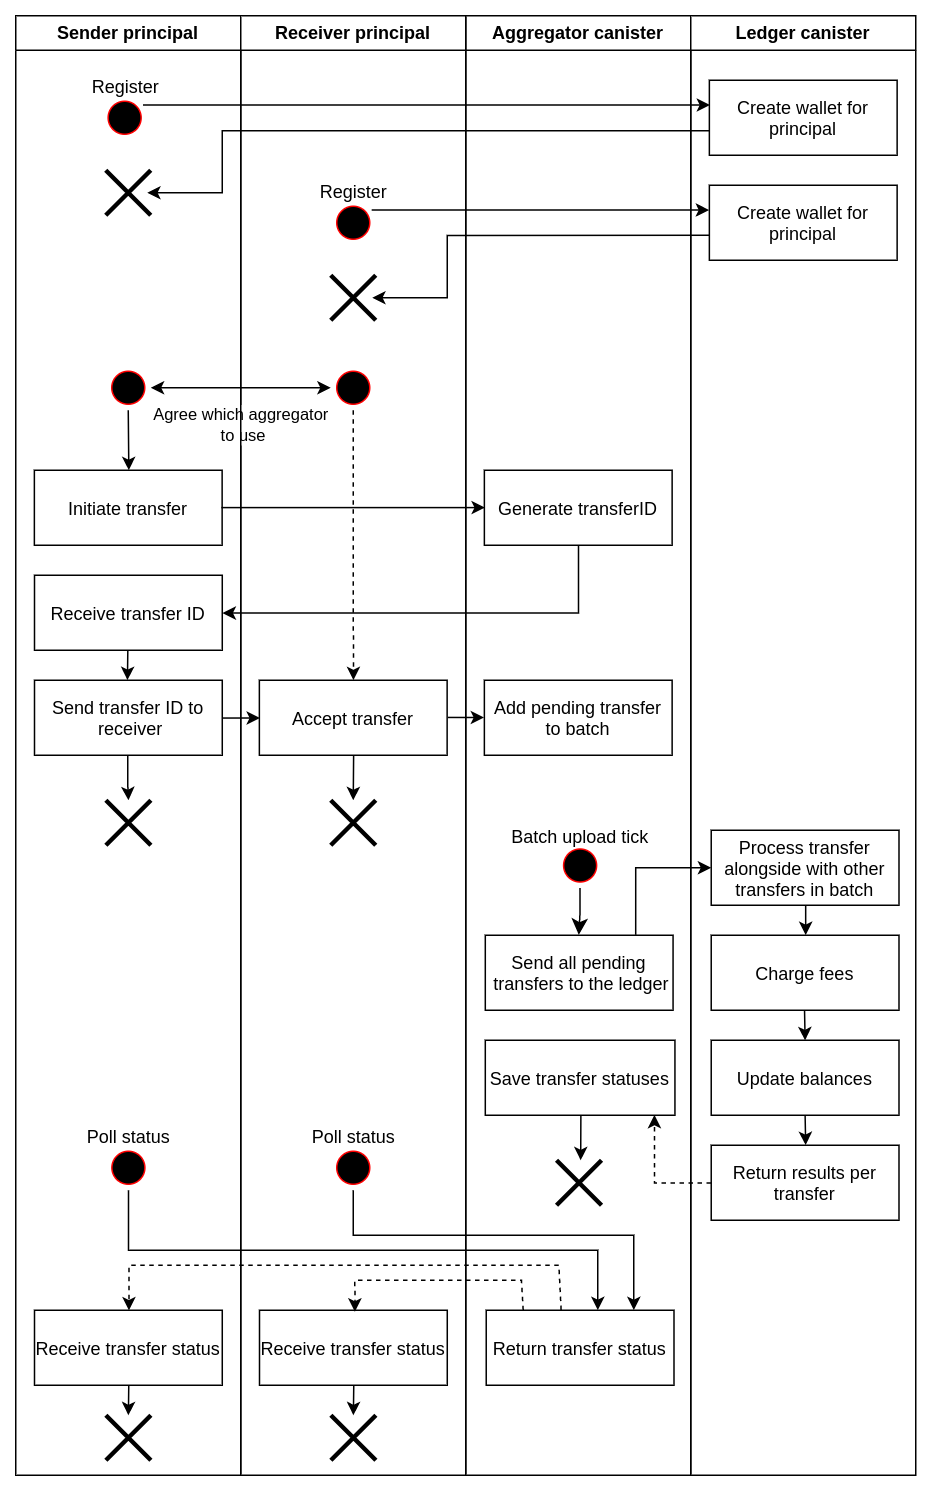 Sender principal
Receiver principal
Aggregator canister
Ledger canister
Register
Create wallet for
principal
Register
Create wallet for
principal
Agree which aggregator
to use
Initiate transfer
Generate transferID
Receive transfer ID
Send transfer ID to
receiver
Accept transfer
Add pending transfer
to batch
Batch upload tick
Process transfer
alongside with other
transfers in batch
Send all pending
transfers to the ledger
Charge fees
Save transfer statuses
Update balances
Poll status
Poll status
Return results per
transfer
Receive transfer status
Receive transfer status
Return transfer status